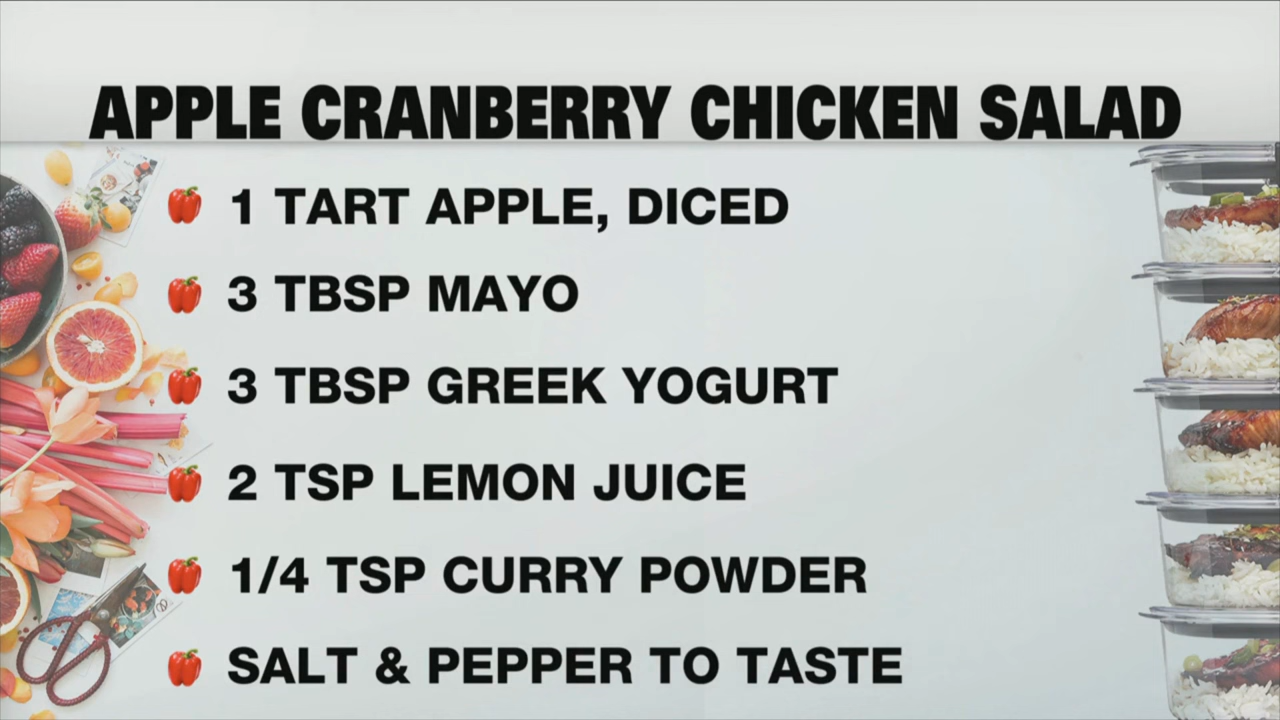 APPLE CRANBERRY CHICKEN SALAD
1 TART APPLE, DICED
3 TBSP MAYO
3 TBSP GREEK YOGURT
2 TSP LEMON JUICE
1/4 TSP CURRY POWDER
SALT & PEPPER TO TASTE